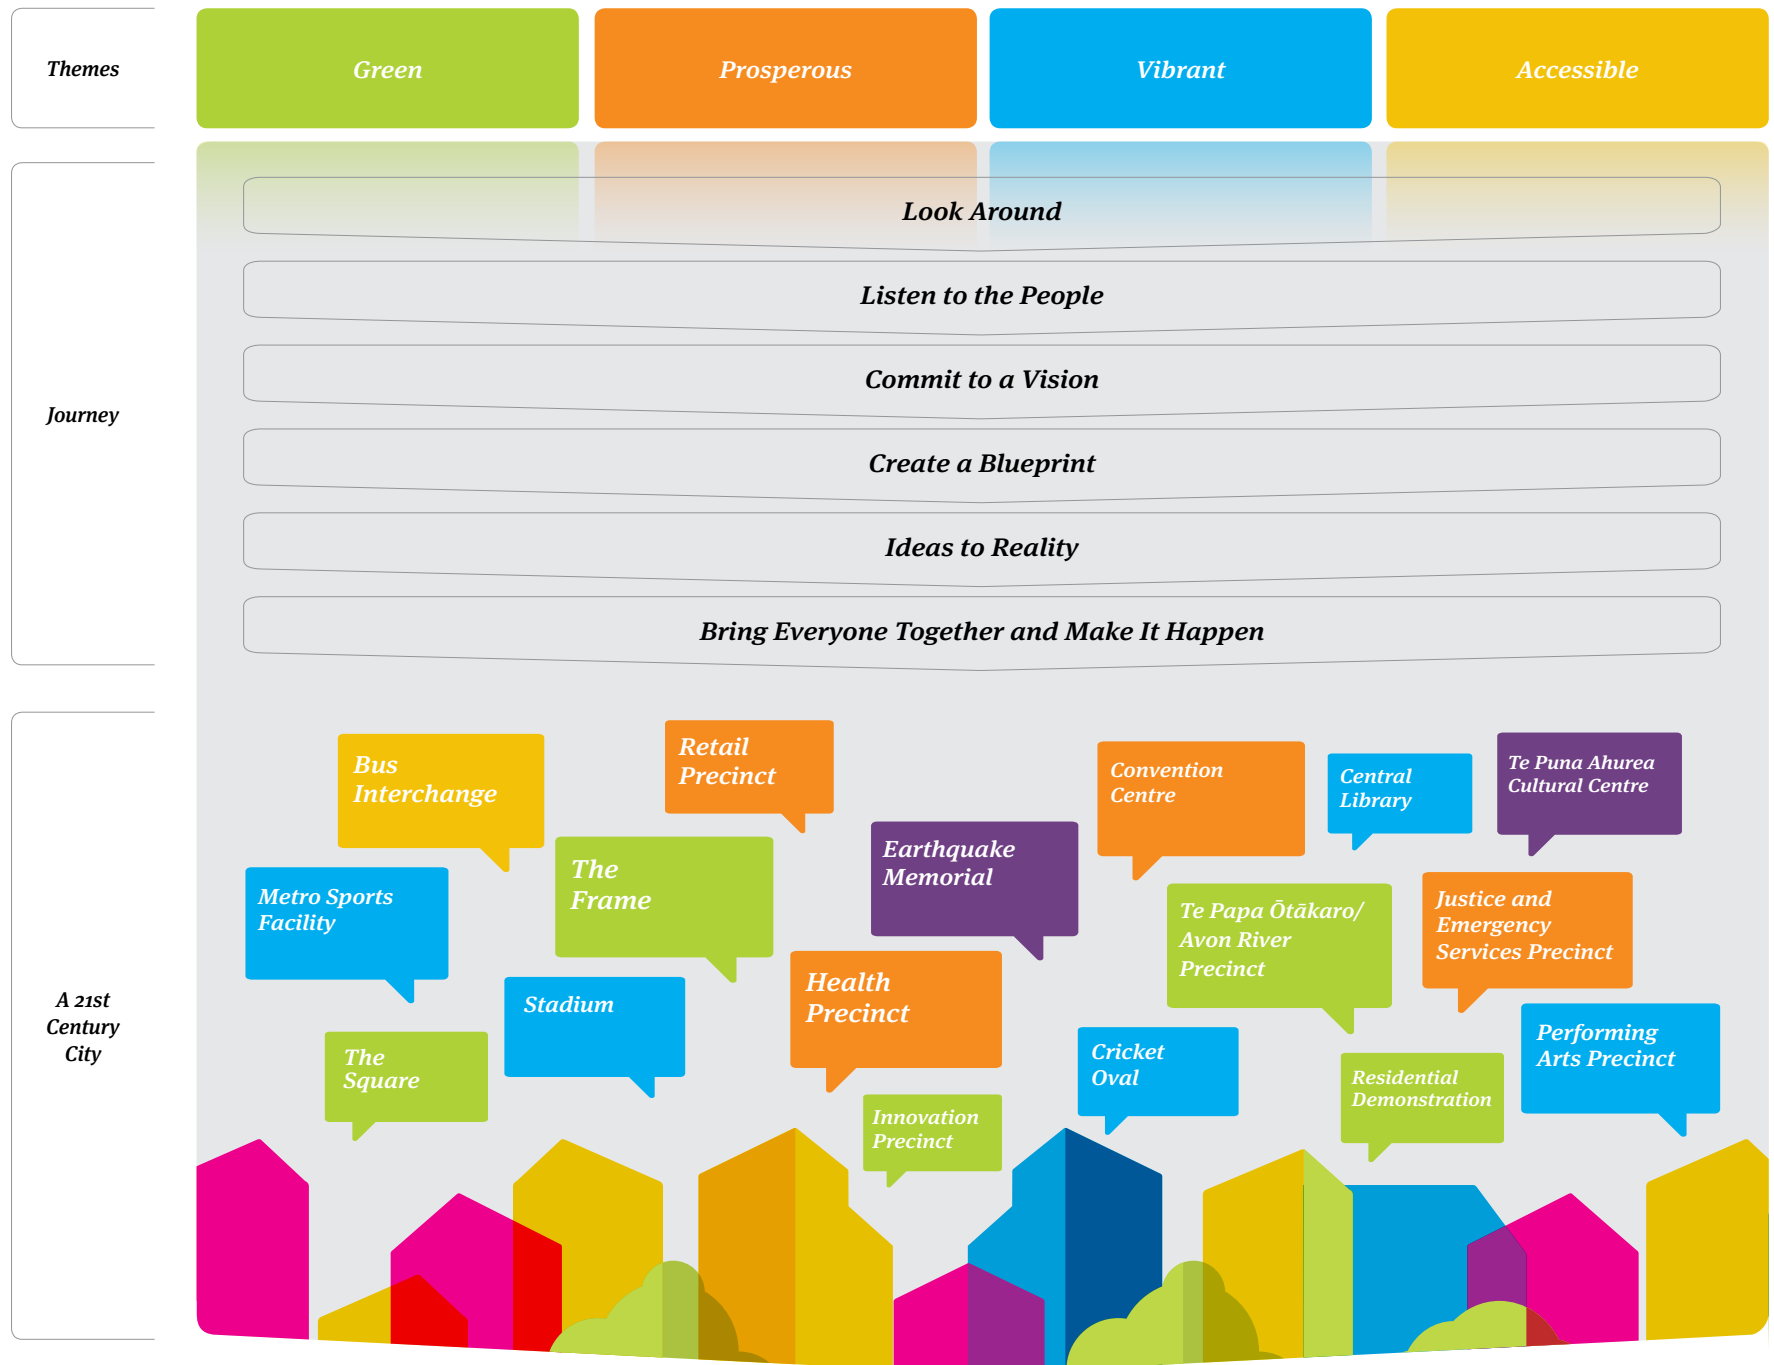 Themes
Green
Prosperous
Vibrant
Accessible
Journey
Look Around
Listen to the People
Commit to a Vision
Create a Blueprint
Ideas to Reality
Bring Everyone Together and Make It Happen
A 21st
Century
City
Bus
Interchange
Retail
Precinct
Convention
Centre
Central
Library
Te Puna Ahurea
Cultural Centre
Metro Sports
Facility
The
Frame
Earthquake
Memorial
Te Papa Ōtākaro/
Avon River
Precinct
Justice and
Emergency
Services Precinct
Stadium
Health
Precinct
The
Square
Cricket
Oval
Residential
Demonstration
Performing
Arts Precinct
Innovation
Precinct